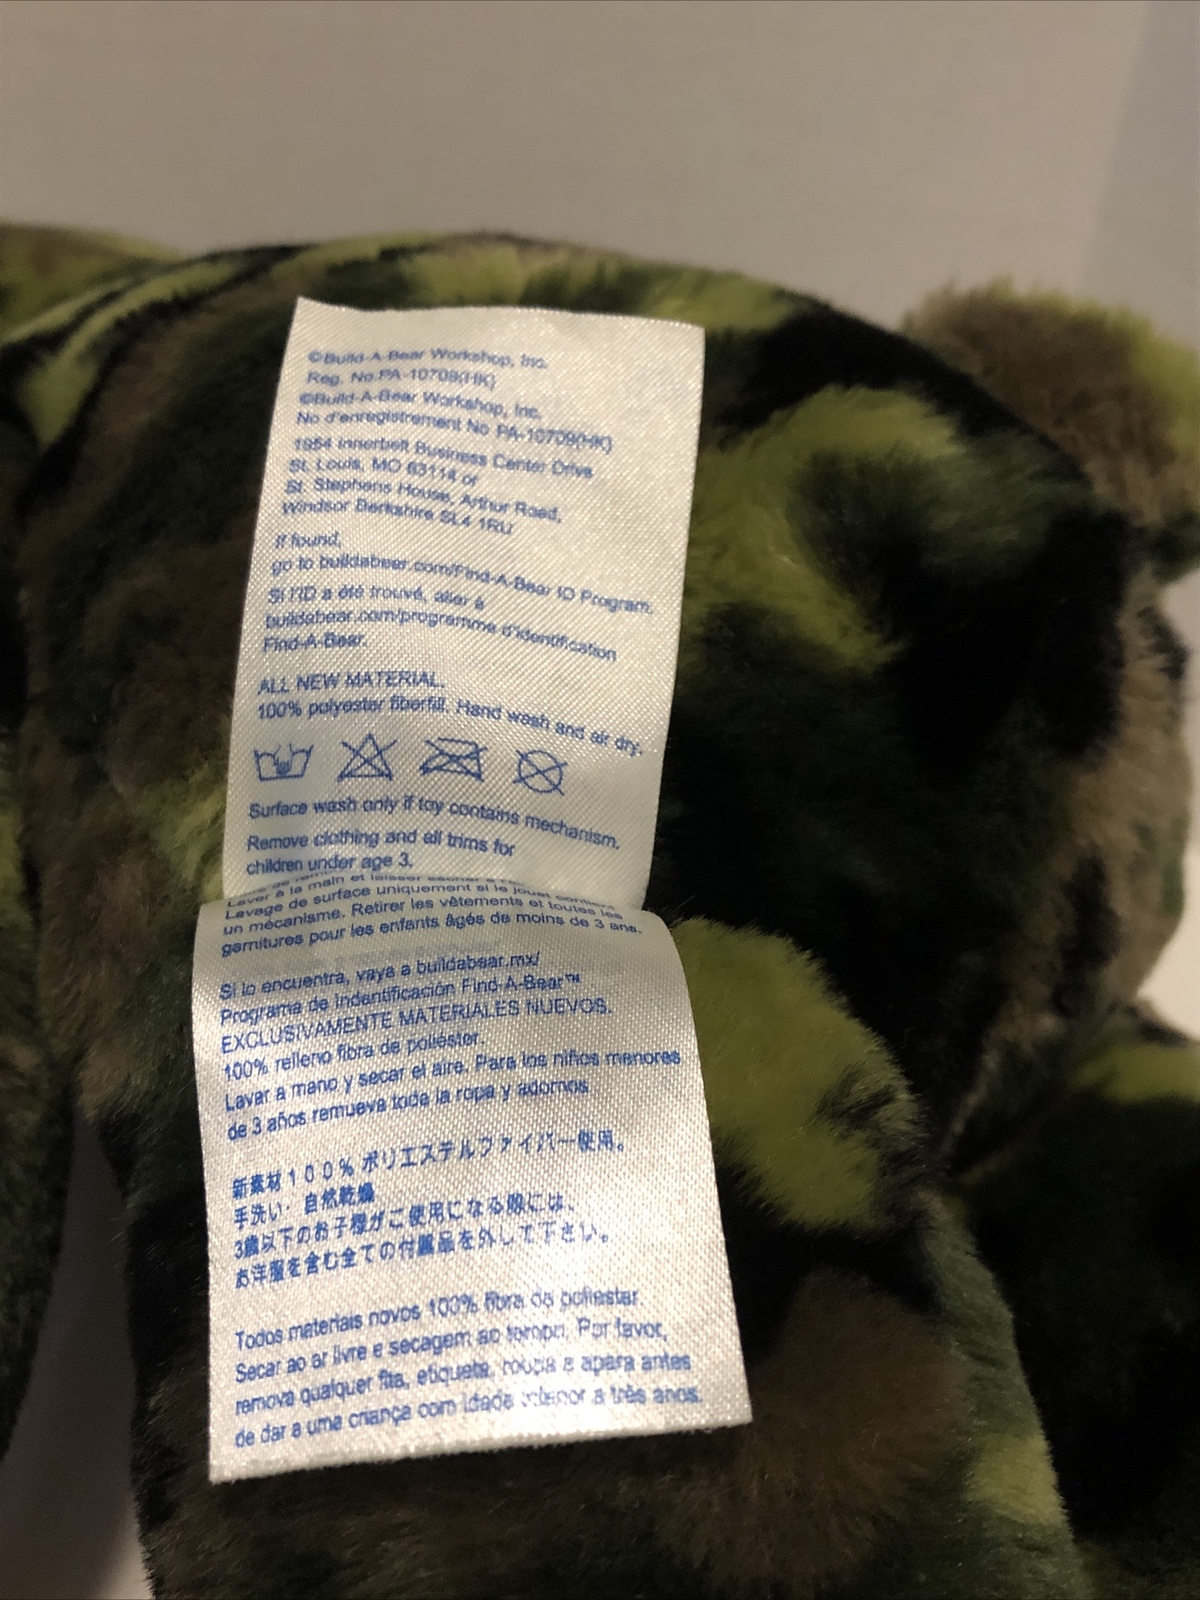 ©Build-A-Bear Workshop, Inc.
Reg. No.PA-10709(HK)
©Build-A-Bear Workshop, Inc.
No d'enregistrement No PA-10709(HK)
1954 Innerbelt Business Center Drive
St. Louis, MO 63114 or
St. Stephens House, Arthur Road,
Windsor Berkshire SL4 1RU
If found,
go to buildabear.com/Find-A-Bear ID Program.
Si l'ID a été trouvé, aller à
buildabear.com/programme d'identification
Find-A-Bear.
ALL NEW MATERIAL.
100% polyester fiberfill. Hand wash and air dry.
Surface wash only if toy contains mechanism.
Remove clothing and all trims for
children under age 3.
Laver à la main et laisser sécher à
Lavage de surface uniquement si le jouet contient
un mécanisme. Retirer les vêtements et toutes les
garnitures pour les enfants âgés de moins de 3 ans.
Si lo encuentra, vaya a buildabear.mx/
Programa de Indentificación Find-A-Bear™
EXCLUSIVAMENTE MATERIALES NUEVOS.
100% relleno fibra de poliéster.
Lavar a mano y secar el aire. Para los niños menores
de 3 años remueva toda la ropa y adornos
新素材100%ポリエステルファイバー使用。
手洗い・自然乾燥
3歳以下のお子様がご使用になる際には、
お洋服を含む全ての付属品を外して下さい。
Todos materiais novos 100% fibra de poliestar.
Secar ao ar livre e secagem ao tempo. Por favor,
remova qualquer fita, etiqueta, roupa a apara antes
de dar a uma criança com idade inferior a três anos.